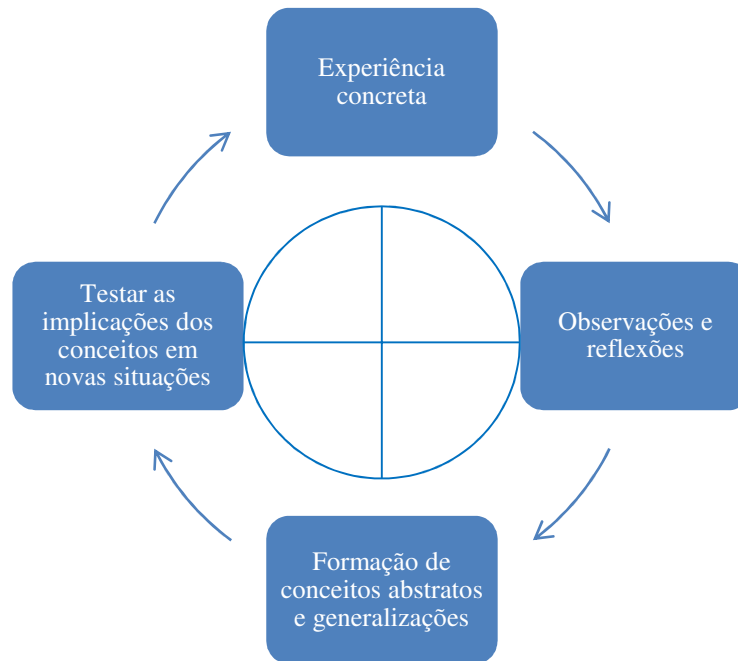 Experiência
concreta
Observações e
reflexões
Formação de
conceitos abstratos
e generalizações
Testar as
implicações dos
conceitos em
novas situações